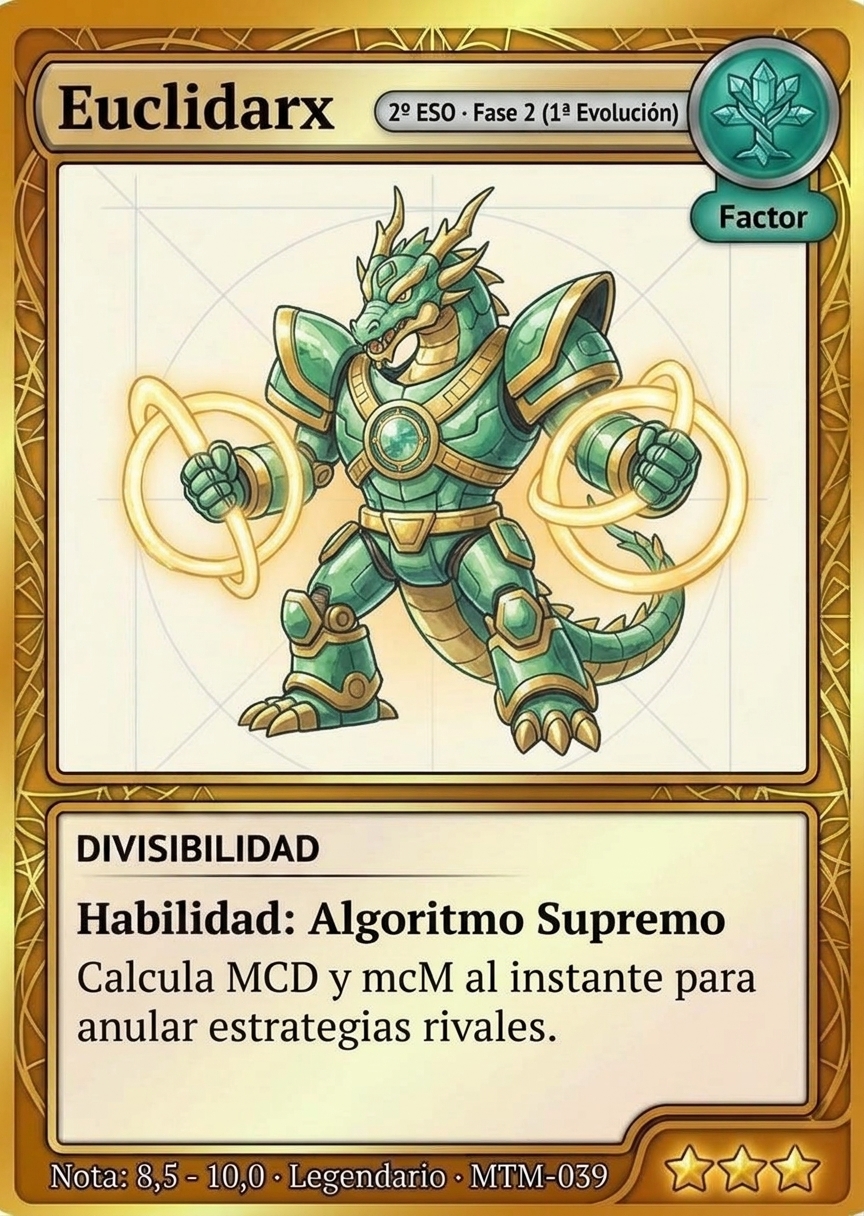 Euclidarx
2º ESO · Fase 2 (1ª Evolución)
Factor
DIVISIBILIDAD
Habilidad: Algoritmo Supremo
Calcula MCD y mcM al instante para
anular estrategias rivales.
Nota: 8,5 - 10,0 · Legendario · MTM-039